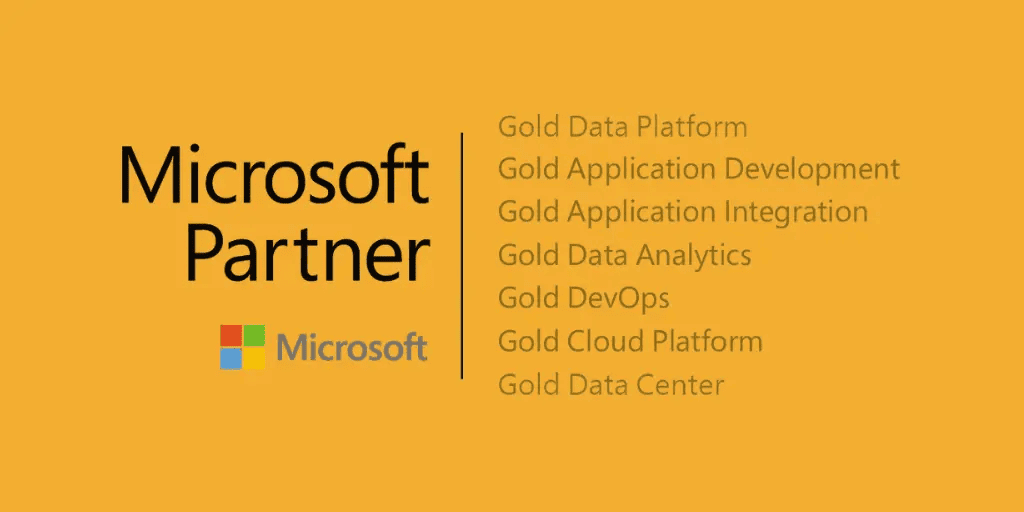 Microsoft
Partner
Microsoft
Gold Data Platform
Gold Application Development
Gold Application Integration
Gold Data Analytics
Gold DevOps
Gold Cloud Platform
Gold Data Center